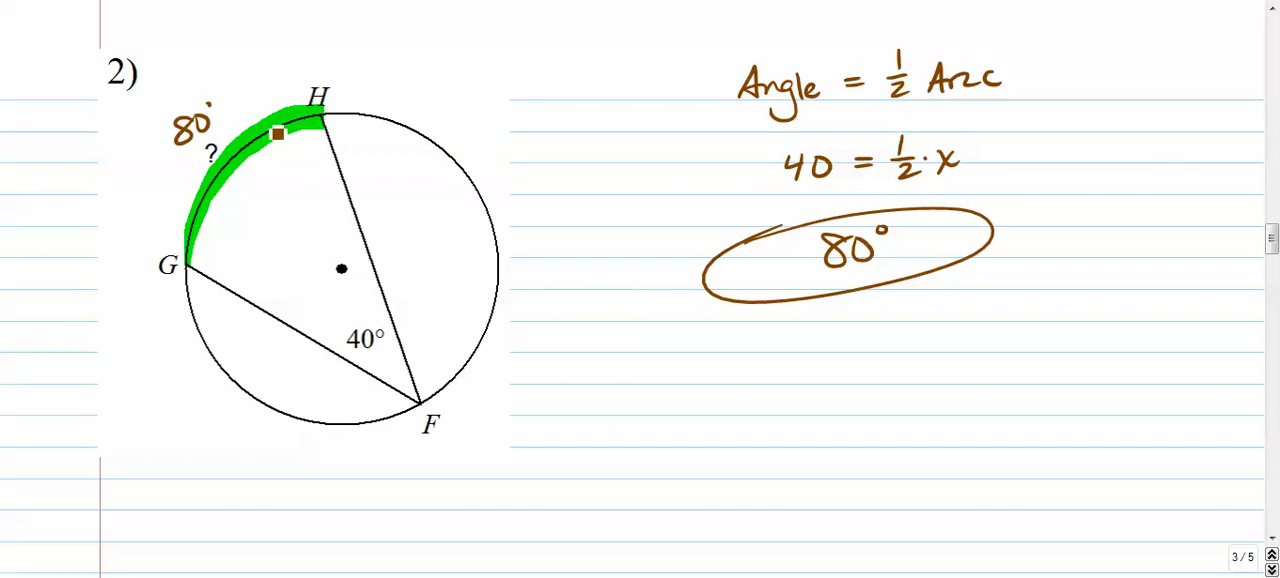 2)
H
80°
?
G
40°
F
Angle = 1/2 Arc
40 = 1/2 · x
80°
3 / 5